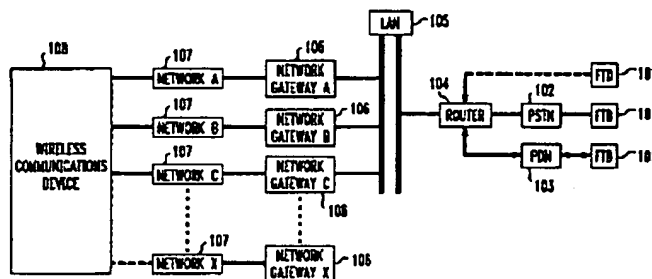 LAN
105
108
107
106
NETWORK A
NETWORK
GATEWAY A
107
106
NETWORK B
NETWORK
GATEWAY B
WIRELESS
COMMUNICATIONS
DEVICE
107
NETWORK C
NETWORK
GATEWAY C
106
107
NETWORK X
NETWORK
GATEWAY X
106
104
ROUTER
102
PSTN
PDN
103
FTD
10
FTD
10
FTD
10